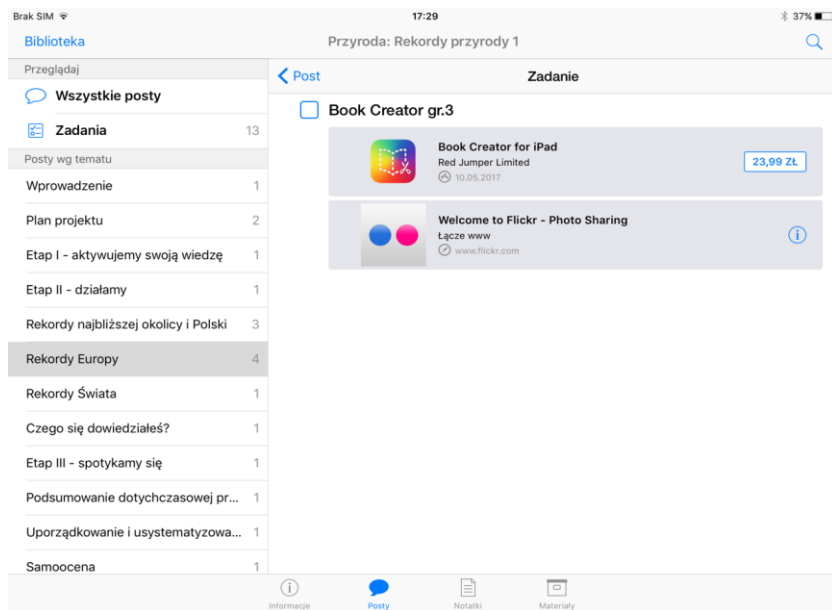 Brak SIM 17:29 37%
Biblioteka Przyroda: Rekordy przyrody 1
Przeglądaj
Wszystkie posty
Zadania 13
Posty wg tematu
Wprowadzenie 1
Plan projektu 2
Etap I - aktywujemy swoją wiedzę 1
Etap II - działamy 1
Rekordy najbliższej okolicy i Polski 3
Rekordy Europy 4
Rekordy Świata 1
Czego się dowiedziałeś? 1
Etap III - spotykamy się 1
Podsumowanie dotychczasowej pr... 1
Uporządkowanie i usystematyzowa... 1
Samoocena 1
Post Zadanie
Book Creator gr.3
Book Creator for iPad
Red Jumper Limited
10.05.2017
23,99 ZŁ
Welcome to Flickr - Photo Sharing
Łącze www
www.flickr.com
Informacje Posty Notatki Materiały